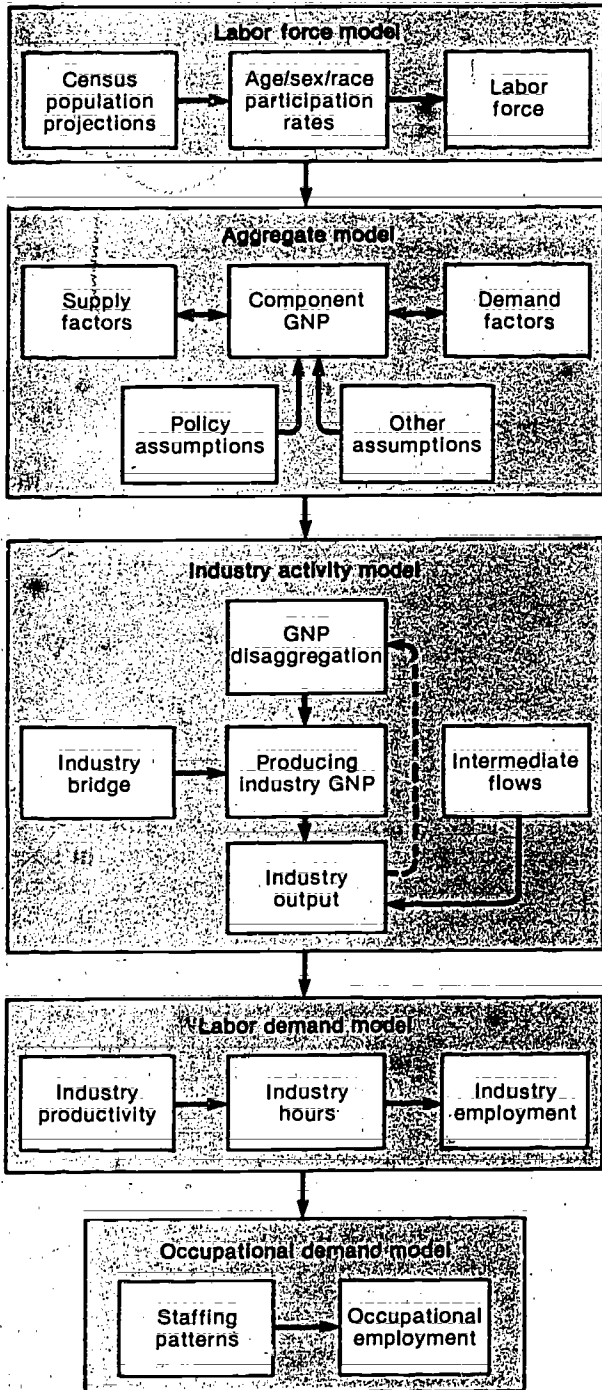 Labor force model
Census
population
projections
Age/sex/race
participation
rates
Labor
force
Aggregate model
Supply
factors
Component
GNP
Demand
factors
Policy
assumptions
Other
assumptions
Industry activity model
GNP
disaggregation
Industry
bridge
Producing
industry GNP
Intermediate
flows
Industry
output
Labor demand model
Industry
productivity
Industry
hours
Industry
employment
Occupational demand model
Staffing
patterns
Occupational
employment